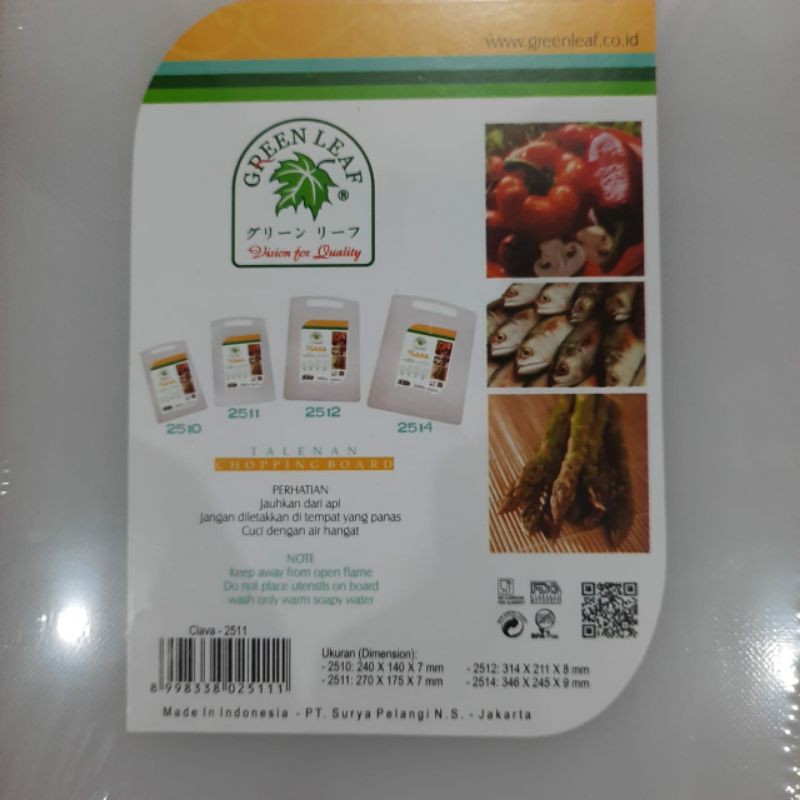 www.greenleaf.co.id
GREEN LEAF
®
グリーン リーフ
Vision for Quality
2510
2511
2512
2514
TALENAN
CHOPPING BOARD
PERHATIAN
Jauhkan dari api
Jangan diletakkan di tempat yang panas
Cuci dengan air hangat
NOTE
Keep away from open flame
Do not place utensils on board
wash only warm soapy water
FDA
Clava - 2511
8 998338 025111
Ukuran (Dimension):
- 2510: 240 X 140 X 7 mm
- 2511: 270 X 175 X 7 mm
- 2512: 314 X 211 X 8 mm
- 2514: 346 X 245 X 9 mm
Made In Indonesia - PT. Surya Pelangi N.S. - Jakarta